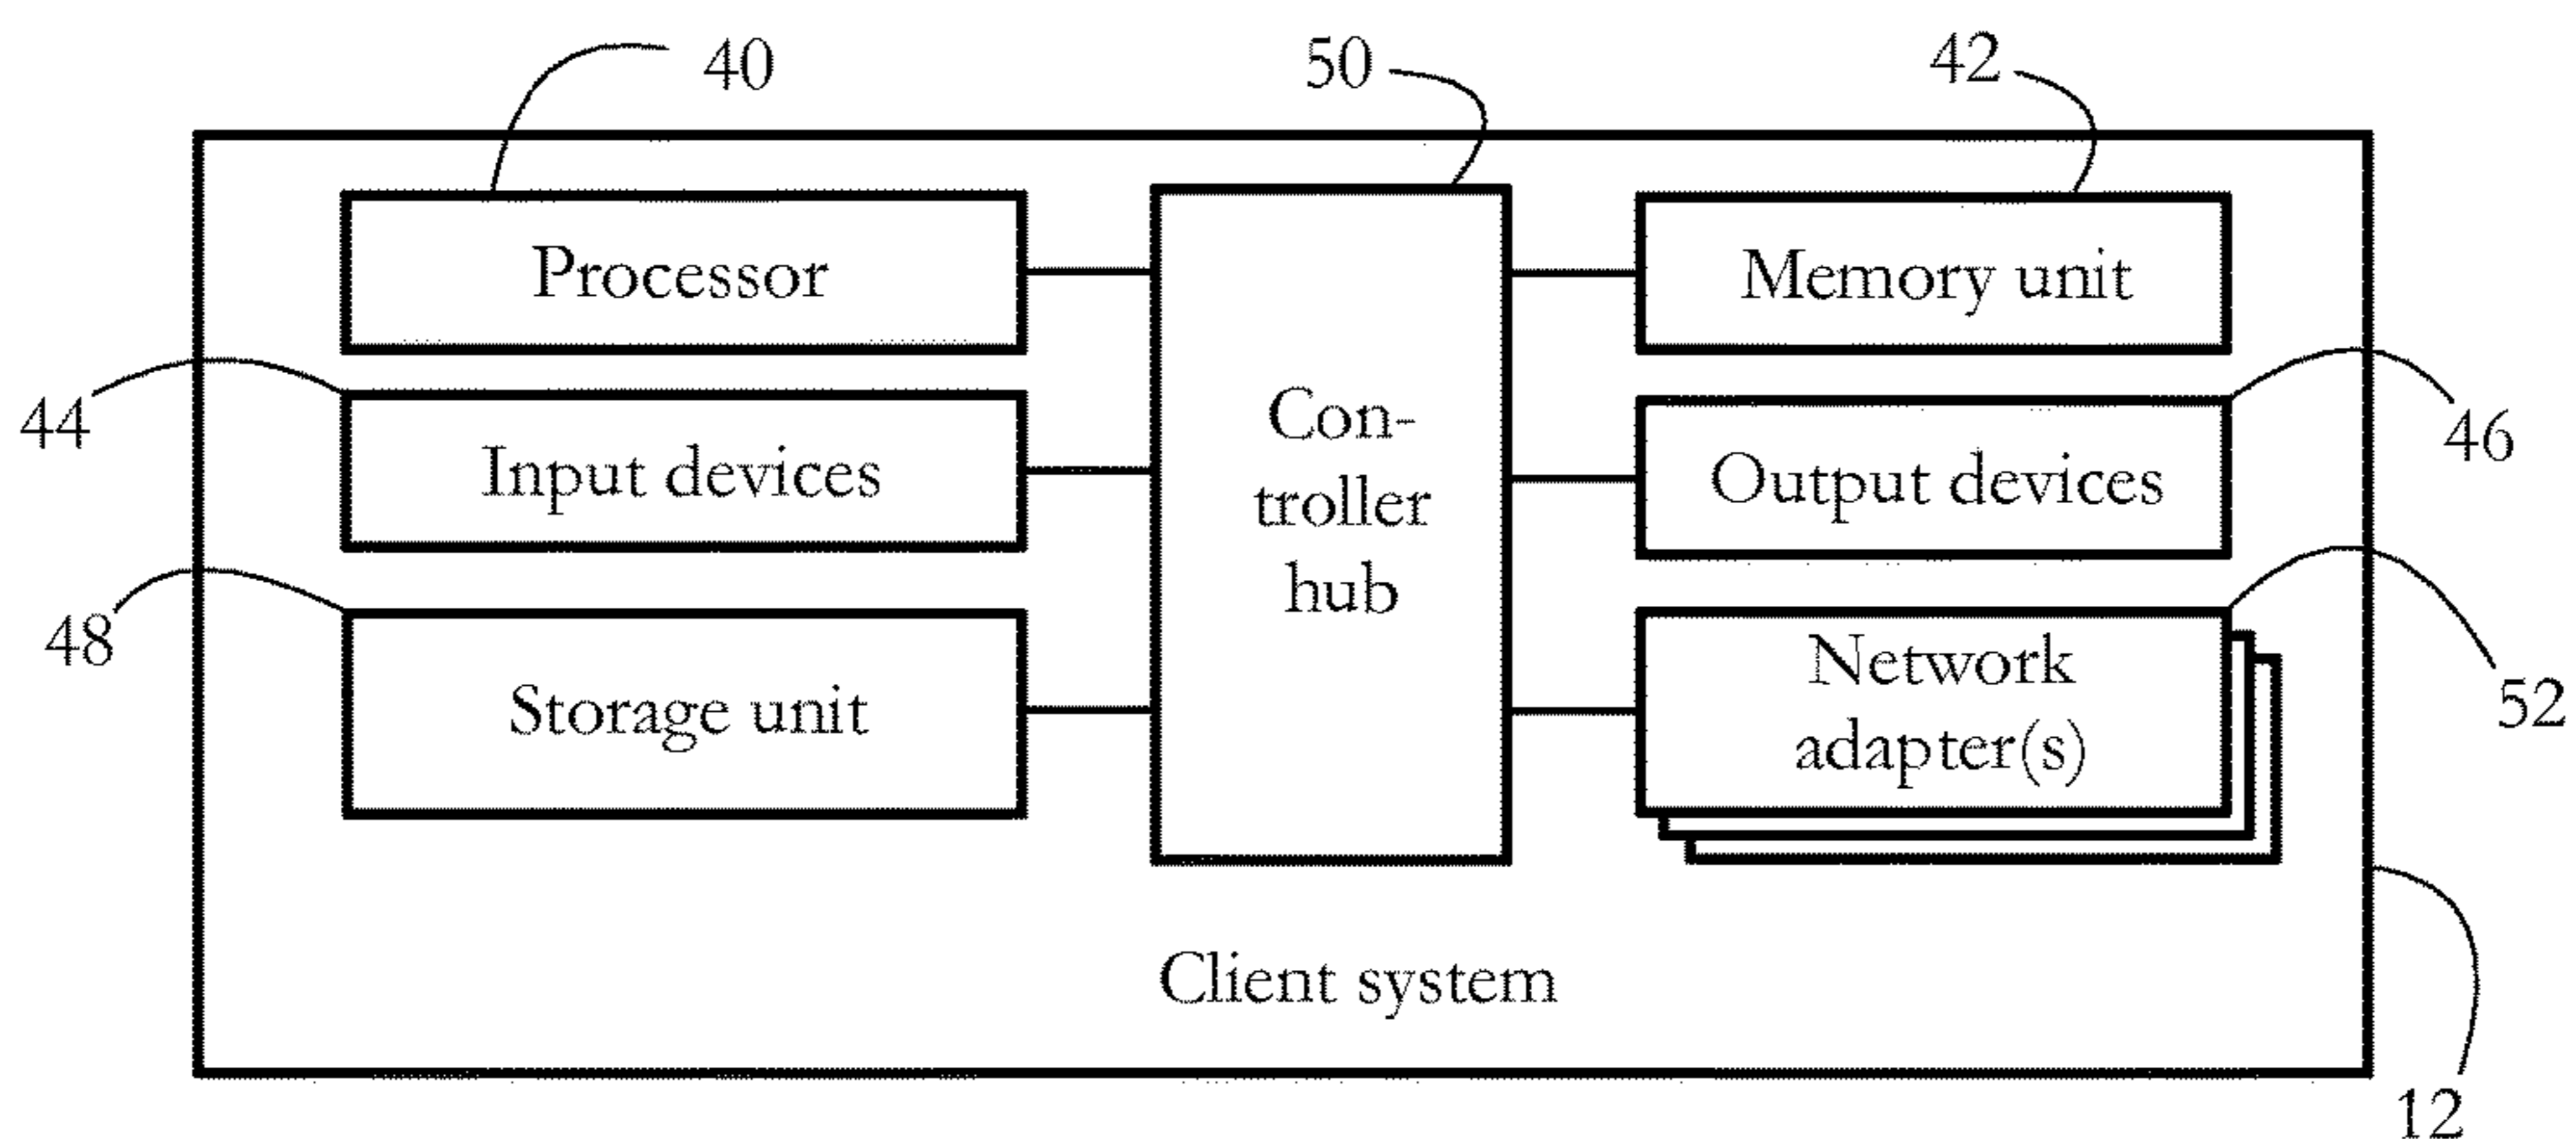 40
50
42
Processor
Memory unit
44
Input devices
Con-
troller
hub
Output devices
46
48
Storage unit
Network
adapter(s)
52
Client system
12